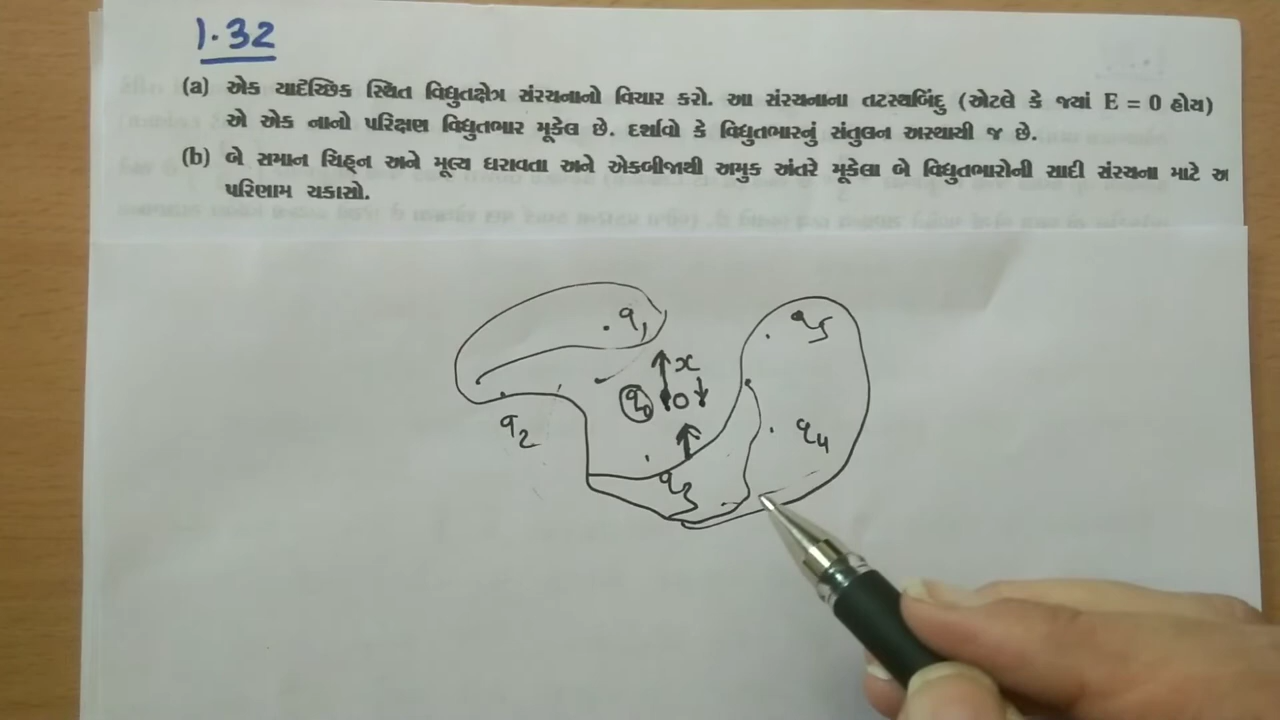 1.32
(a) એક યાદૃચ્છિક સ્થિત વિદ્યુતક્ષેત્ર સંરચનાનો વિચાર કરો. આ સંરચનાના તટસ્થબિંદુ (એટલે કે જ્યાં E = 0 હોય)
એ એક નાનો પરિક્ષણ વિદ્યુતભાર મૂકેલ છે. દર્શાવો કે વિદ્યુતભારનું સંતુલન અસ્થાયી જ છે.
(b) બે સમાન ચિહ્ન અને મૂલ્ય ધરાવતા અને એકબીજાથી અમુક અંતરે મૂકેલા બે વિદ્યુતભારોની સાદી સંરચના માટે અ
પરિણામ ચકાસો.
q1
q5
x
q0 O
q2
q4
q3